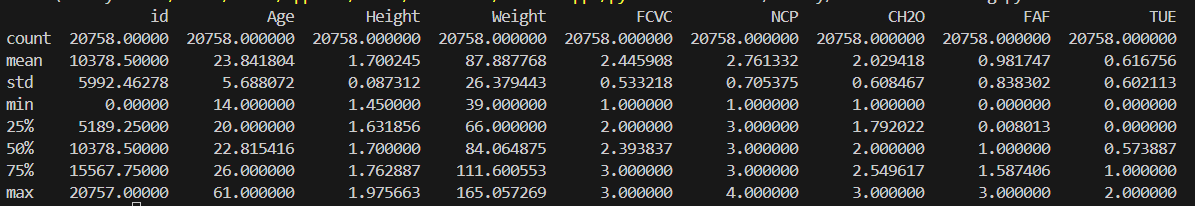 id Age Height Weight FCVC NCP CH2O FAF TUE
count 20758.00000 20758.000000 20758.000000 20758.000000 20758.000000 20758.000000 20758.000000 20758.000000 20758.000000
mean 10378.50000 23.841804 1.700245 87.887768 2.445908 2.761332 2.029418 0.981747 0.616756
std 5992.46278 5.688072 0.087312 26.379443 0.533218 0.705375 0.608467 0.838302 0.602113
min 0.00000 14.000000 1.450000 39.000000 1.000000 1.000000 1.000000 0.000000 0.000000
25% 5189.25000 20.000000 1.631856 66.000000 2.000000 3.000000 1.792022 0.008013 0.000000
50% 10378.50000 22.815416 1.700000 84.064875 2.393837 3.000000 2.000000 1.000000 0.573887
75% 15567.75000 26.000000 1.762887 111.600553 3.000000 3.000000 2.549617 1.587406 1.000000
max 20757.00000 61.000000 1.975663 165.057269 3.000000 4.000000 3.000000 3.000000 2.000000